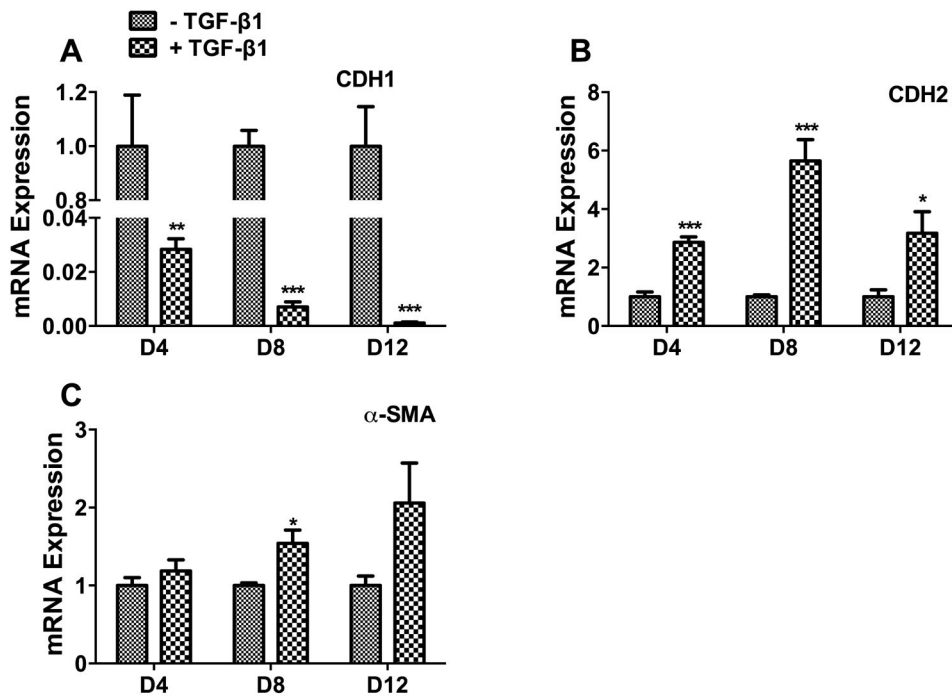 - TGF-β1
+ TGF-β1
A
CDH1
mRNA Expression
1.2
1.0
0.8
0.04
0.02
0.00
**
***
***
D4 D8 D12
B
CDH2
mRNA Expression
8
6
4
2
0
***
***
*
D4 D8 D12
C
α-SMA
mRNA Expression
3
2
1
0
*
D4 D8 D12